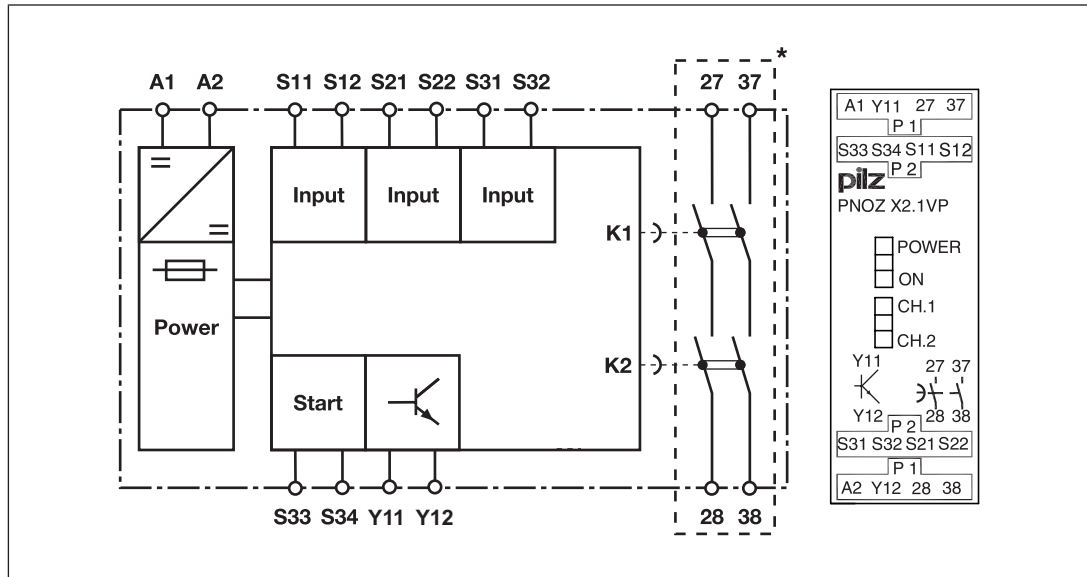 *
A1 A2 S11 S12 S21 S22 S31 S32 27 37
Input Input Input
K1
Power
K2
Start
S33 S34 Y11 Y12 28 38
A1 Y11 27 37
P 1
S33 S34 S11 S12
P 2
pilz
PNOZ X2.1VP
POWER
ON
CH.1
CH.2
Y11 27 37
Y12 28 38
P 2
S31 S32 S21 S22
P 1
A2 Y12 28 38